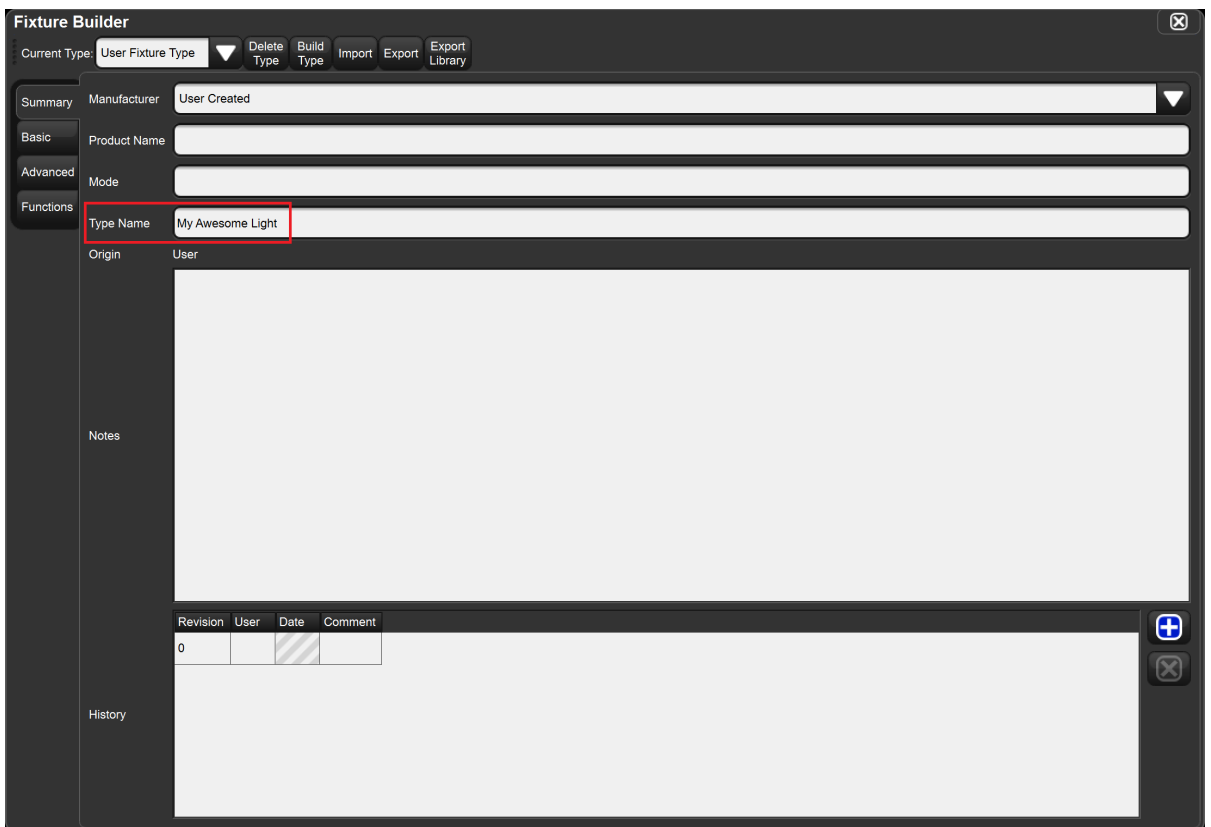 Fixture Builder
Current Type: User Fixture Type Delete Type Build Type Import Export Export Library
Summary
Basic
Advanced
Functions
Manufacturer User Created
Product Name
Mode
Type Name My Awesome Light
Origin User
Notes
Revision User Date Comment
0
History